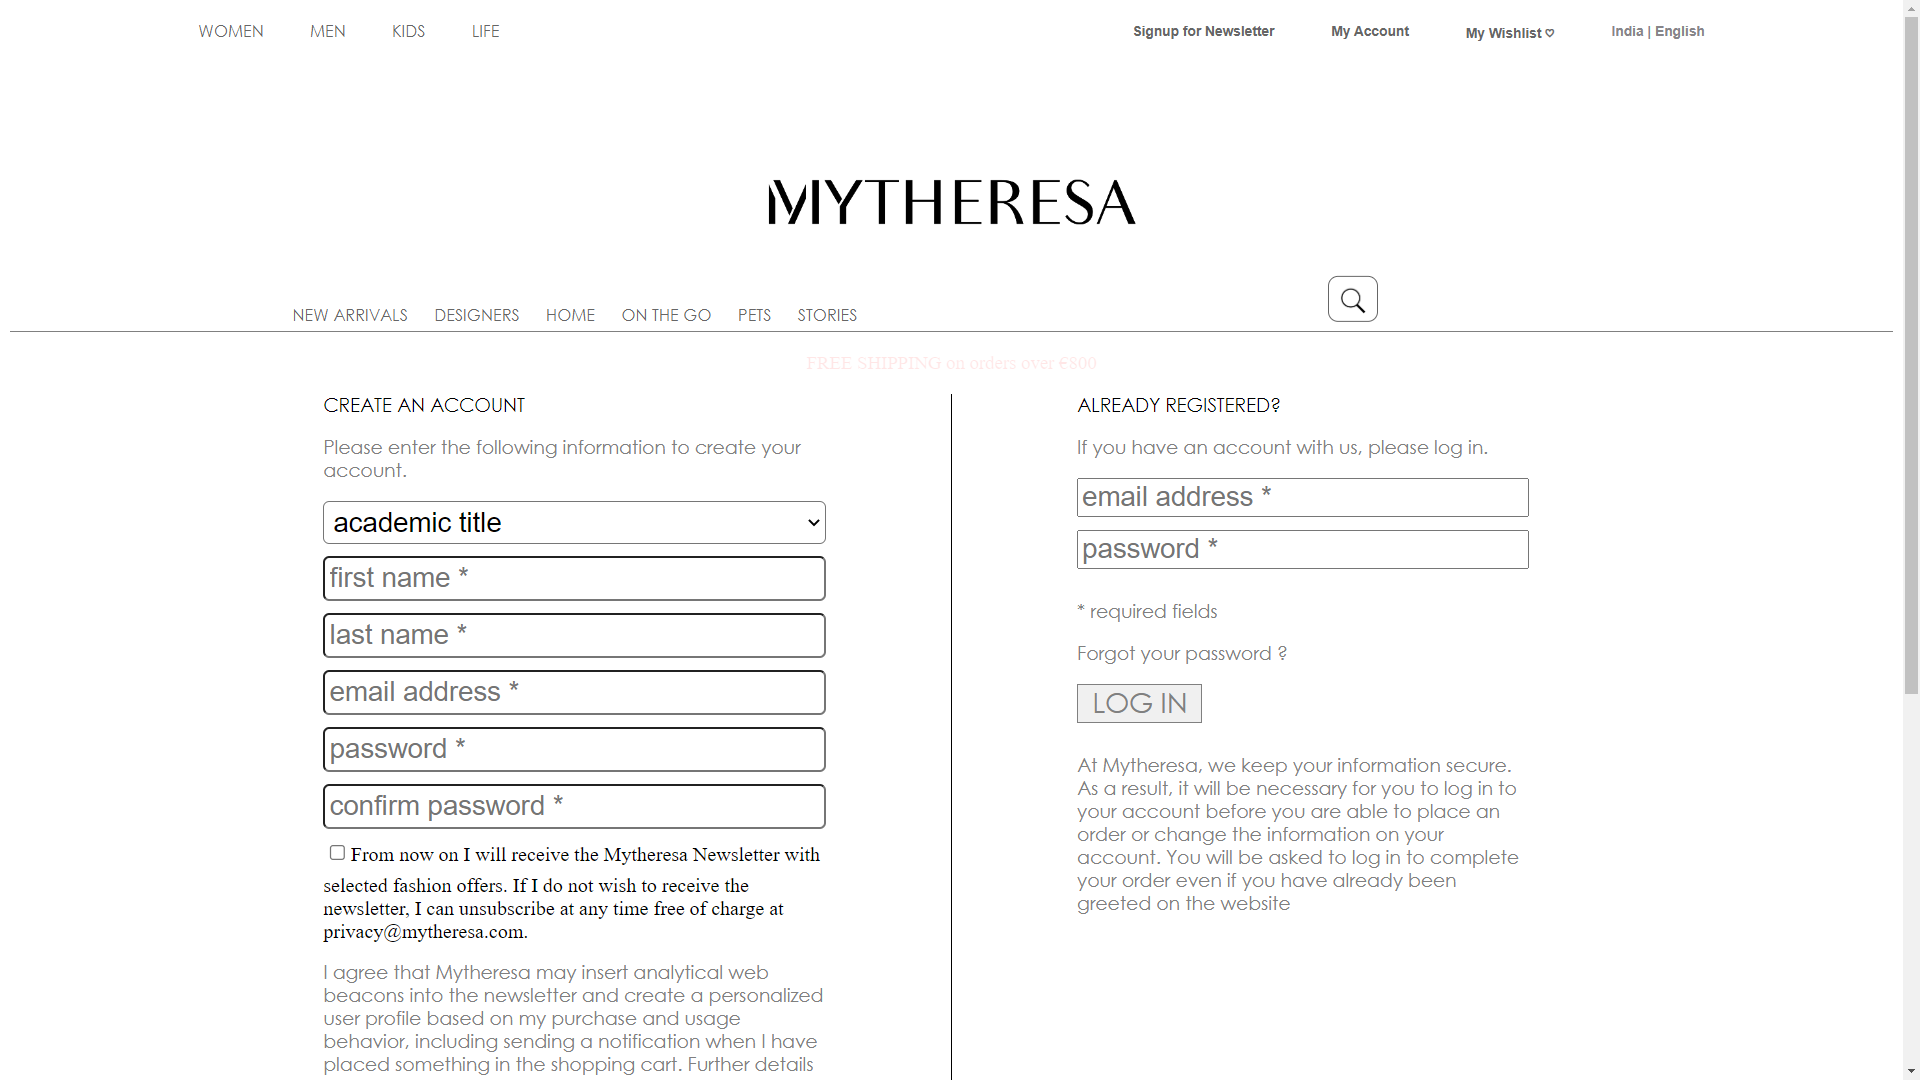 WOMEN MEN KIDS LIFE
Signup for Newsletter My Account My Wishlist India | English
MYTHERESA
NEW ARRIVALS DESIGNERS HOME ON THE GO PETS STORIES
FREE SHIPPING on orders over €800
CREATE AN ACCOUNT
Please enter the following information to create your
account.
academic title
first name *
last name *
email address *
password *
confirm password *
From now on I will receive the Mytheresa Newsletter with
selected fashion offers. If I do not wish to receive the
newsletter, I can unsubscribe at any time free of charge at
privacy@mytheresa.com.
I agree that Mytheresa may insert analytical web
beacons into the newsletter and create a personalized
user profile based on my purchase and usage
behavior, including sending a notification when I have
placed something in the shopping cart. Further details
ALREADY REGISTERED?
If you have an account with us, please log in.
email address *
password *
* required fields
Forgot your password ?
LOG IN
At Mytheresa, we keep your information secure.
As a result, it will be necessary for you to log in to
your account before you are able to place an
order or change the information on your
account. You will be asked to log in to complete
your order even if you have already been
greeted on the website